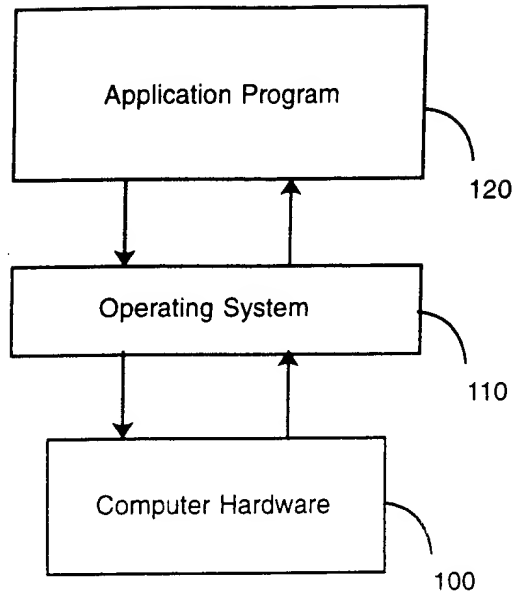 Application Program
120
Operating System
110
Computer Hardware
100